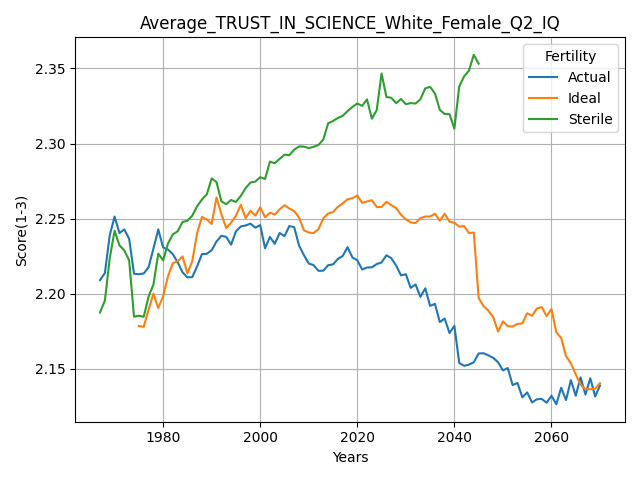 Average_TRUST_IN_SCIENCE_White_Female_Q2_IQ
Fertility
Actual
Ideal
Sterile
Score(1-3)
2.35
2.30
2.25
2.20
2.15
1980
2000
2020
2040
2060
Years